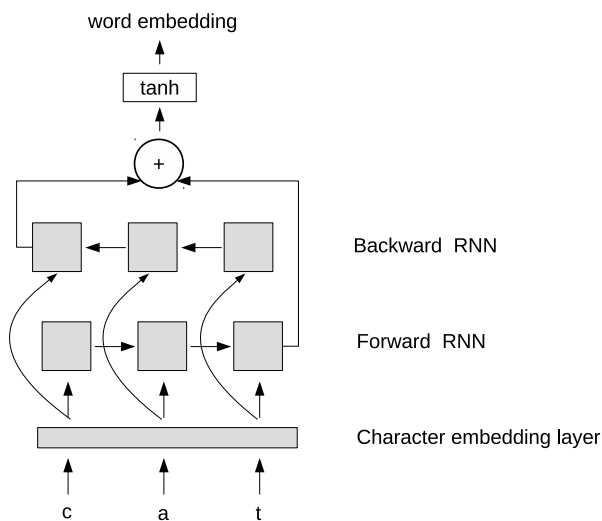 word embedding
tanh
+
Backward RNN
Forward RNN
Character embedding layer
c a t